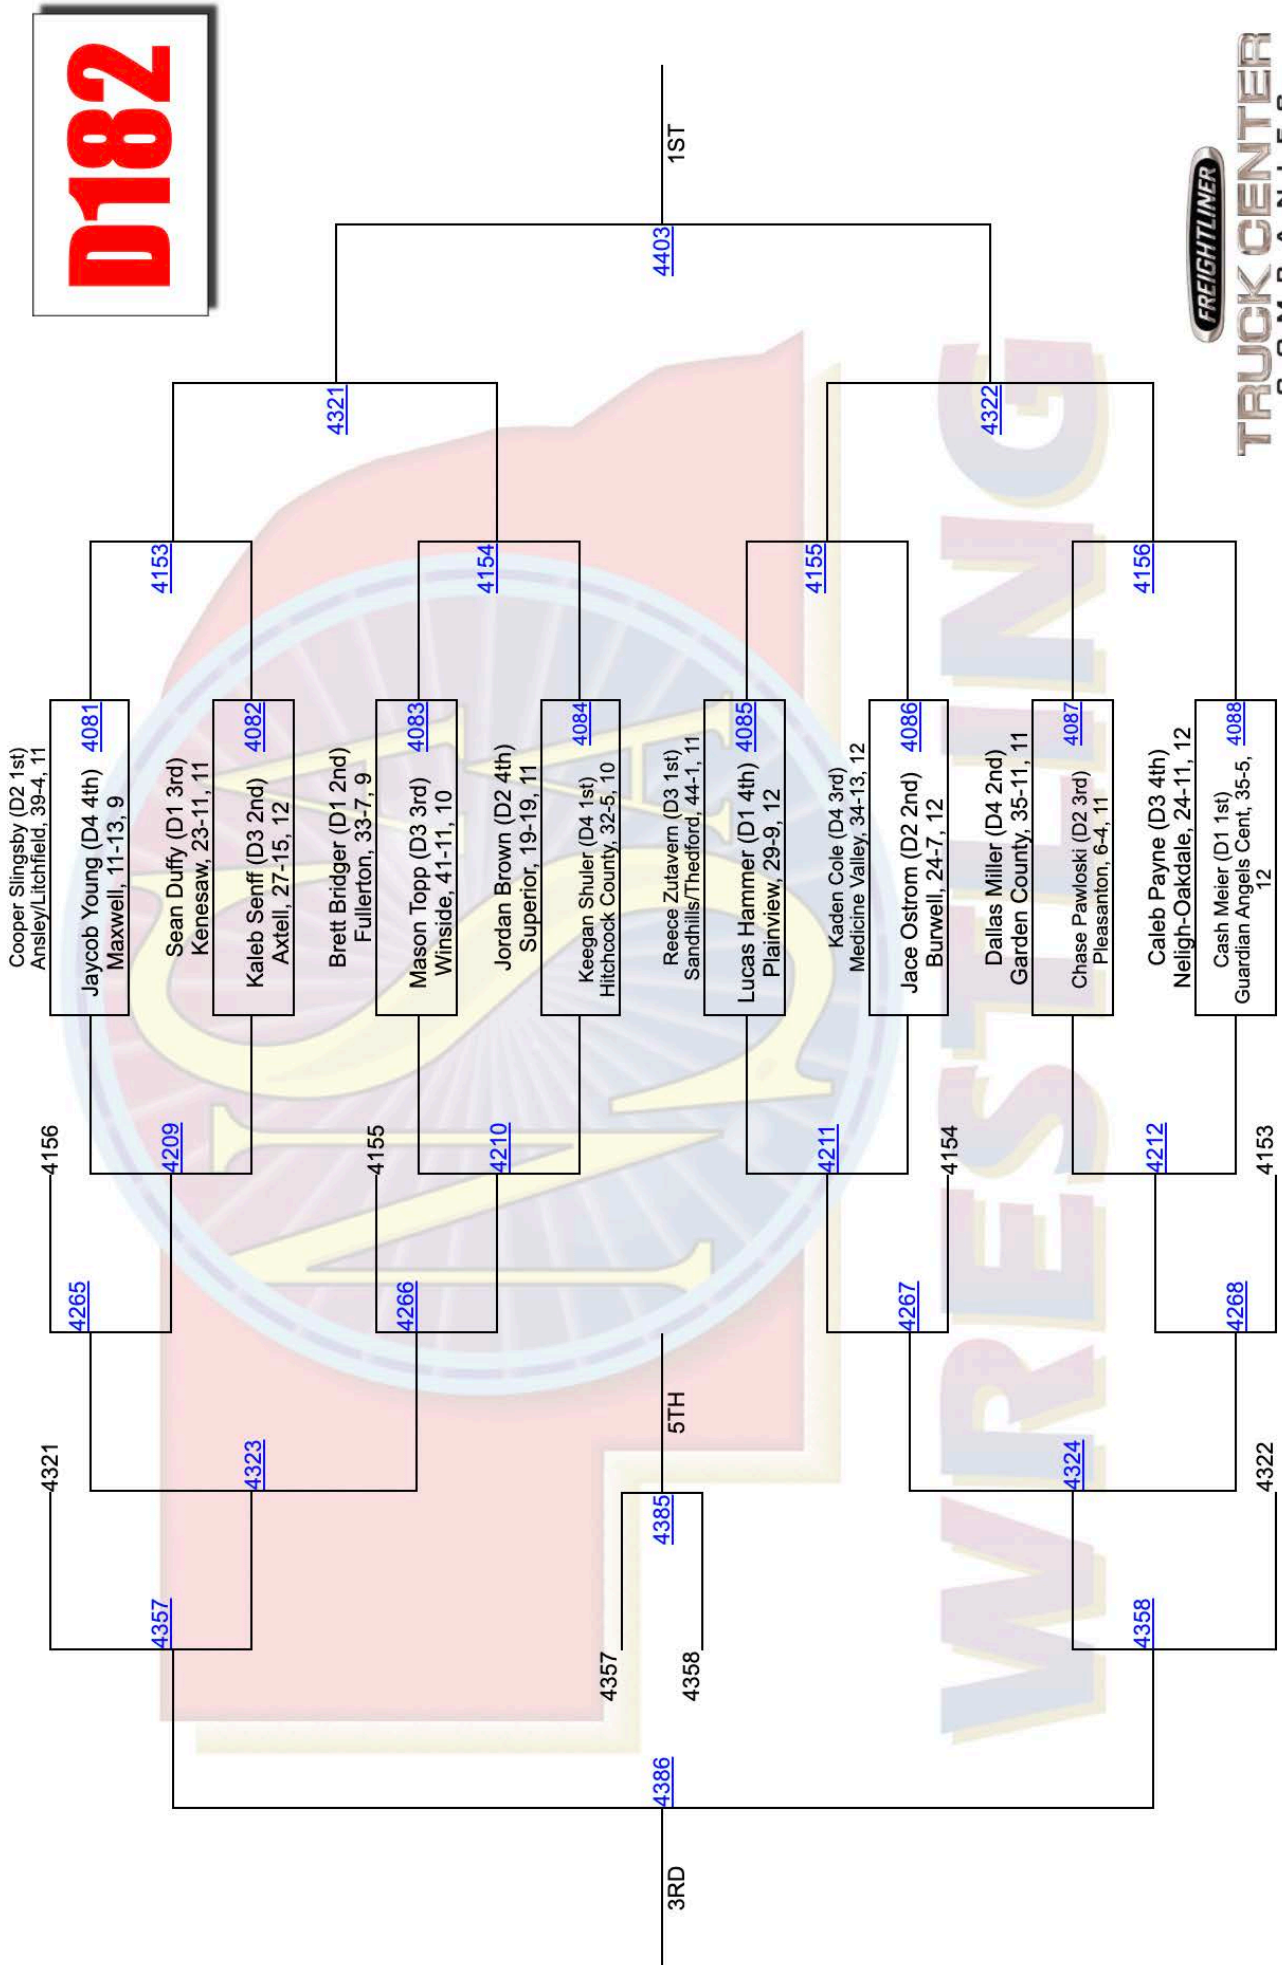 D182
Cooper Slingsby (D2 1st)
Ansley/Litchfield, 39-4, 11
Jaycob Young (D4 4th)
Maxwell, 11-13, 9
4081
Sean Duffy (D1 3rd)
Kenesaw, 23-11, 11
Kaleb Senff (D3 2nd)
Axtell, 27-15, 12
4082
Brett Bridger (D1 2nd)
Fullerton, 33-7, 9
Mason Topp (D3 3rd)
Winside, 41-11, 10
4083
Jordan Brown (D2 4th)
Superior, 19-19, 11
Keegan Shuler (D4 1st)
Hitchcock County, 32-5, 10
4084
Reece Zutavern (D3 1st)
Sandhills/Thedford, 44-1, 11
Lucas Hammer (D1 4th)
Plainview, 29-9, 12
4085
Kaden Cole (D4 3rd)
Medicine Valley, 34-13, 12
Jace Ostrom (D2 2nd)
Burwell, 24-7, 12
4086
Dallas Miller (D4 2nd)
Garden County, 35-11, 11
Chase Pawloski (D2 3rd)
Pleasanton, 6-4, 11
4087
Caleb Payne (D3 4th)
Neligh-Oakdale, 24-11, 12
Cash Meier (D1 1st)
Guardian Angels Cent, 35-5,
12
4088
4153
4154
4155
4156
4321
4322
4403
1ST
4156
4209
4155
4210
4211
4154
4212
4153
4265
4266
4267
4268
4321
4323
4324
4322
4357
4358
4357
4358
4385
5TH
4386
3RD
NSAA
WRESTLING
FREIGHTLINER
TRUCK CENTER